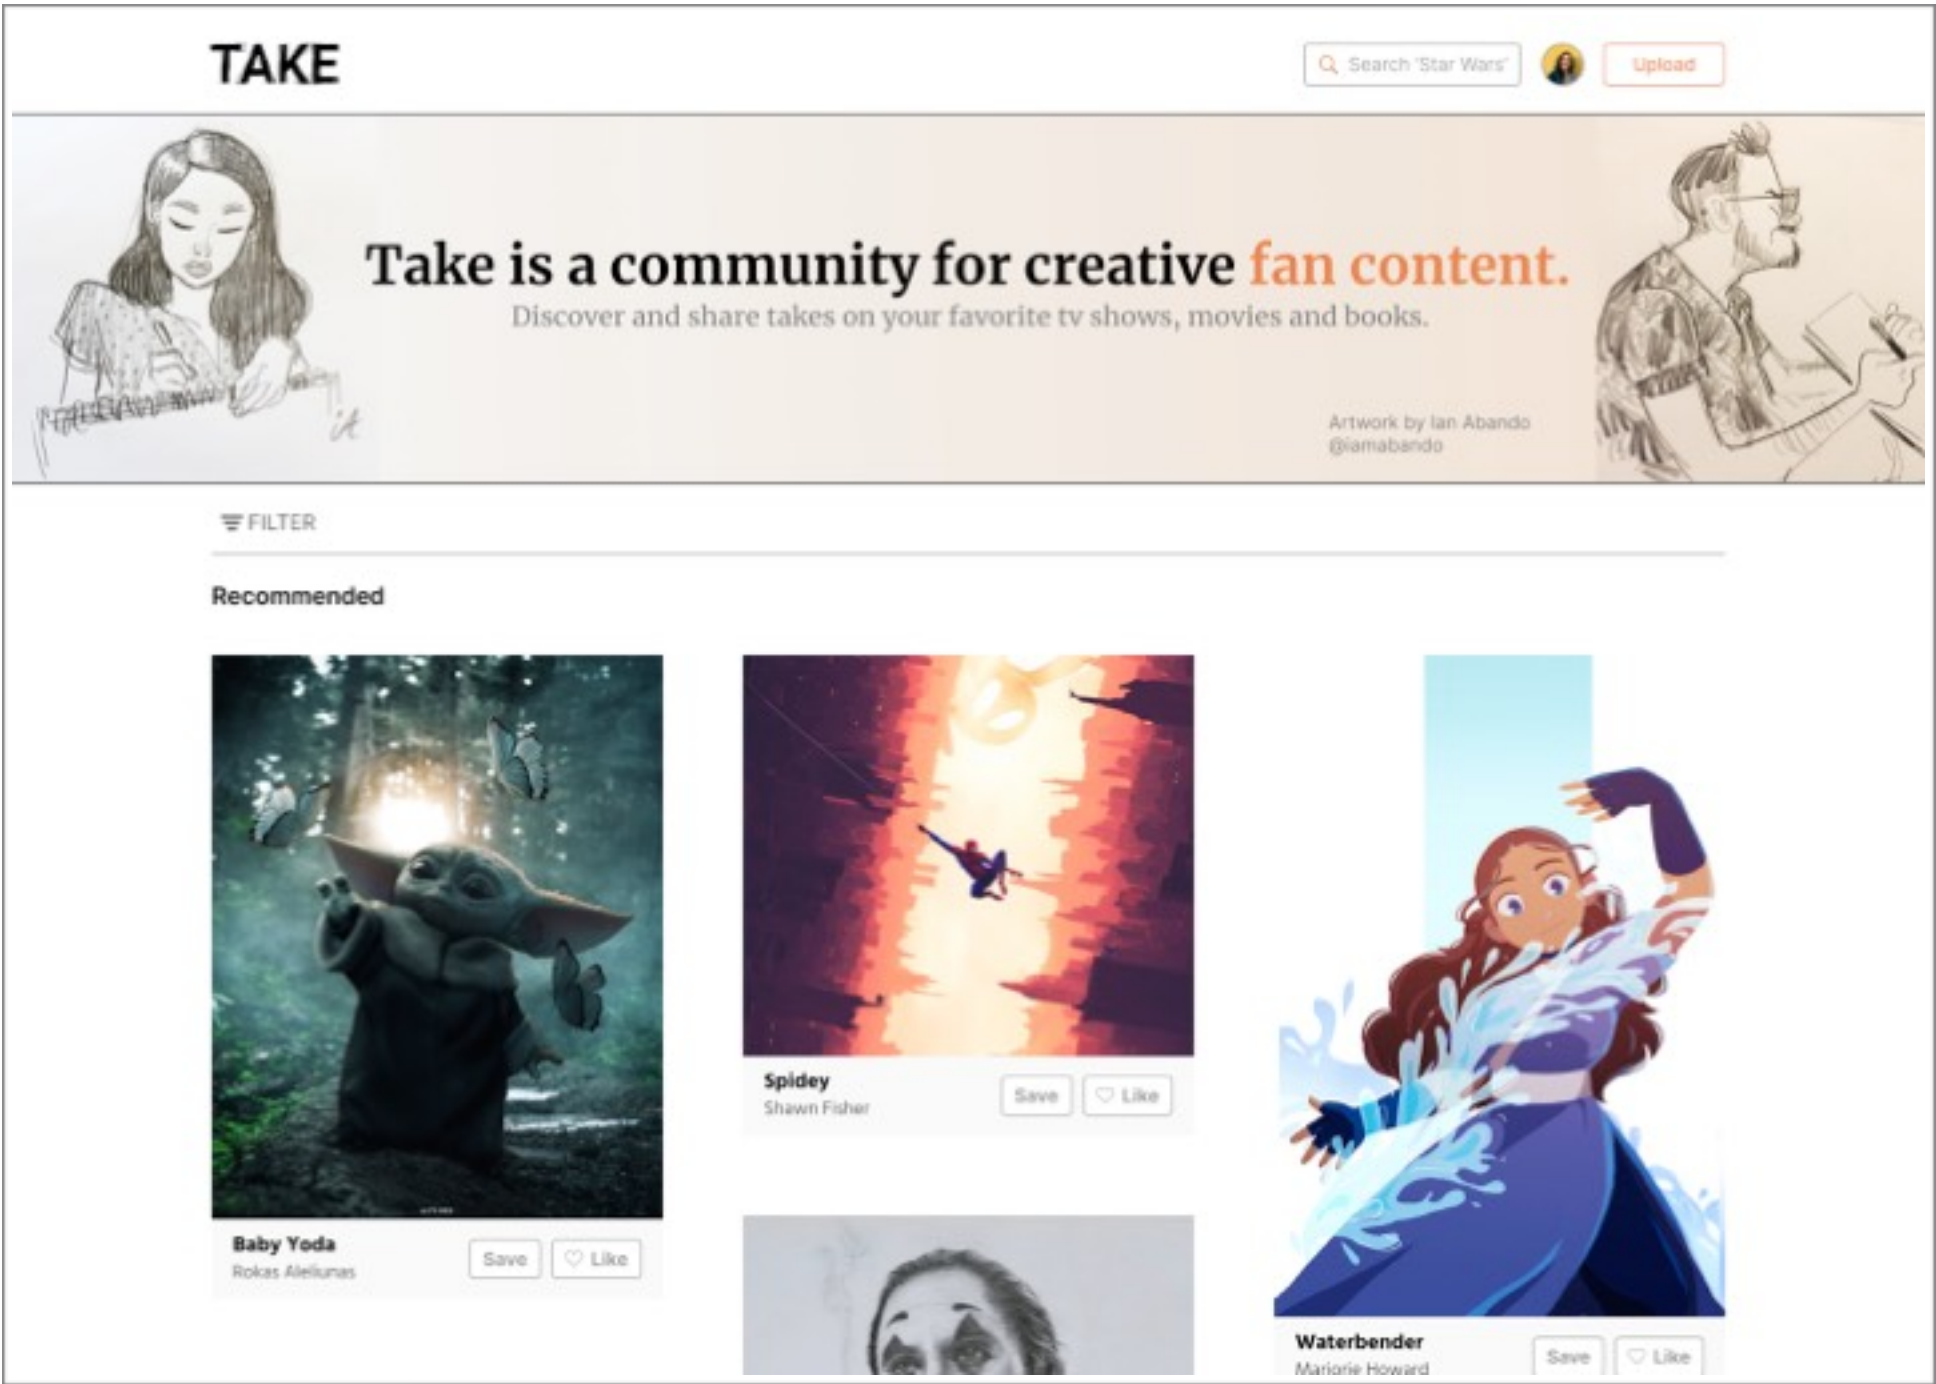 TAKE
Search 'Star Wars'
Upload
Take is a community for creative fan content.
Discover and share takes on your favorite tv shows, movies and books.
Artwork by Ian Abando
@iamabando
FILTER
Recommended
Spidey
Shawn Fisher
Save
Like
Baby Yoda
Rokas Aleliunas
Save
Like
Waterbender
Marjorie Howard
Save
Like